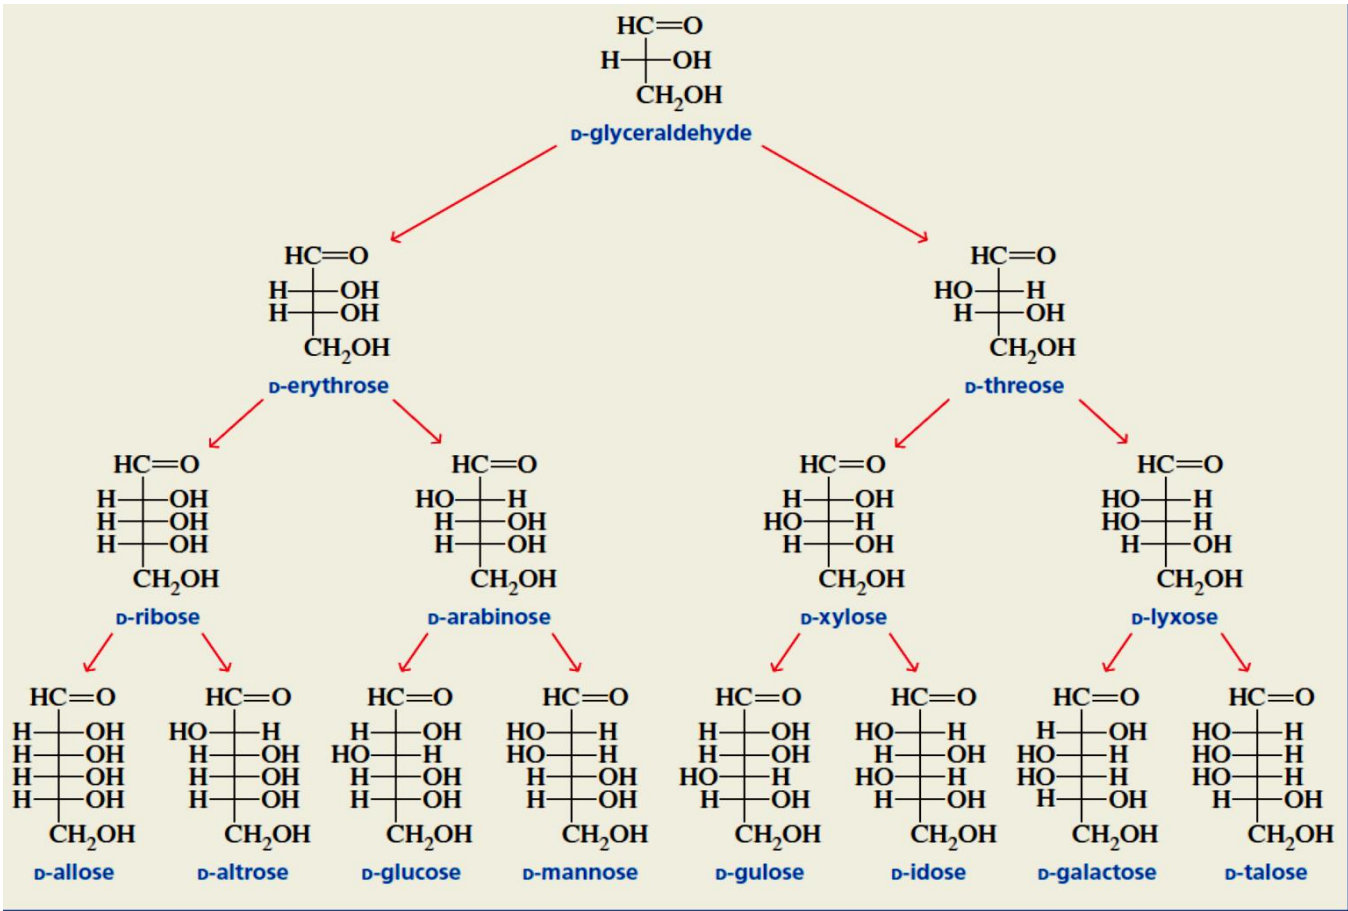 HC=O
H OH
CH₂OH
D-glyceraldehyde
HC=O
H OH
H OH
CH₂OH
D-erythrose
HC=O
HO H
H OH
CH₂OH
D-threose
HC=O
H OH
H OH
H OH
CH₂OH
D-ribose
HC=O
HO H
H OH
H OH
CH₂OH
D-arabinose
HC=O
H OH
HO H
H OH
CH₂OH
D-xylose
HC=O
HO H
HO H
H OH
CH₂OH
D-lyxose
HC=O
H OH
H OH
H OH
H OH
CH₂OH
D-allose
HC=O
HO H
H OH
H OH
H OH
CH₂OH
D-altrose
HC=O
H OH
HO H
H OH
H OH
CH₂OH
D-glucose
HC=O
HO H
HO H
H OH
H OH
CH₂OH
D-mannose
HC=O
H OH
H OH
HO H
H OH
CH₂OH
D-gulose
HC=O
HO H
H OH
HO H
H OH
CH₂OH
D-idose
HC=O
H OH
HO H
HO H
H OH
CH₂OH
D-galactose
HC=O
HO H
HO H
HO H
H OH
CH₂OH
D-talose